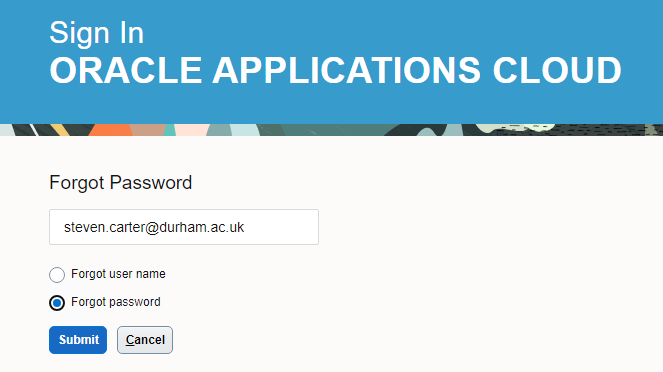 Sign In
ORACLE APPLICATIONS CLOUD
Forgot Password
steven.carter@durham.ac.uk
Forgot user name
Forgot password
Submit Cancel